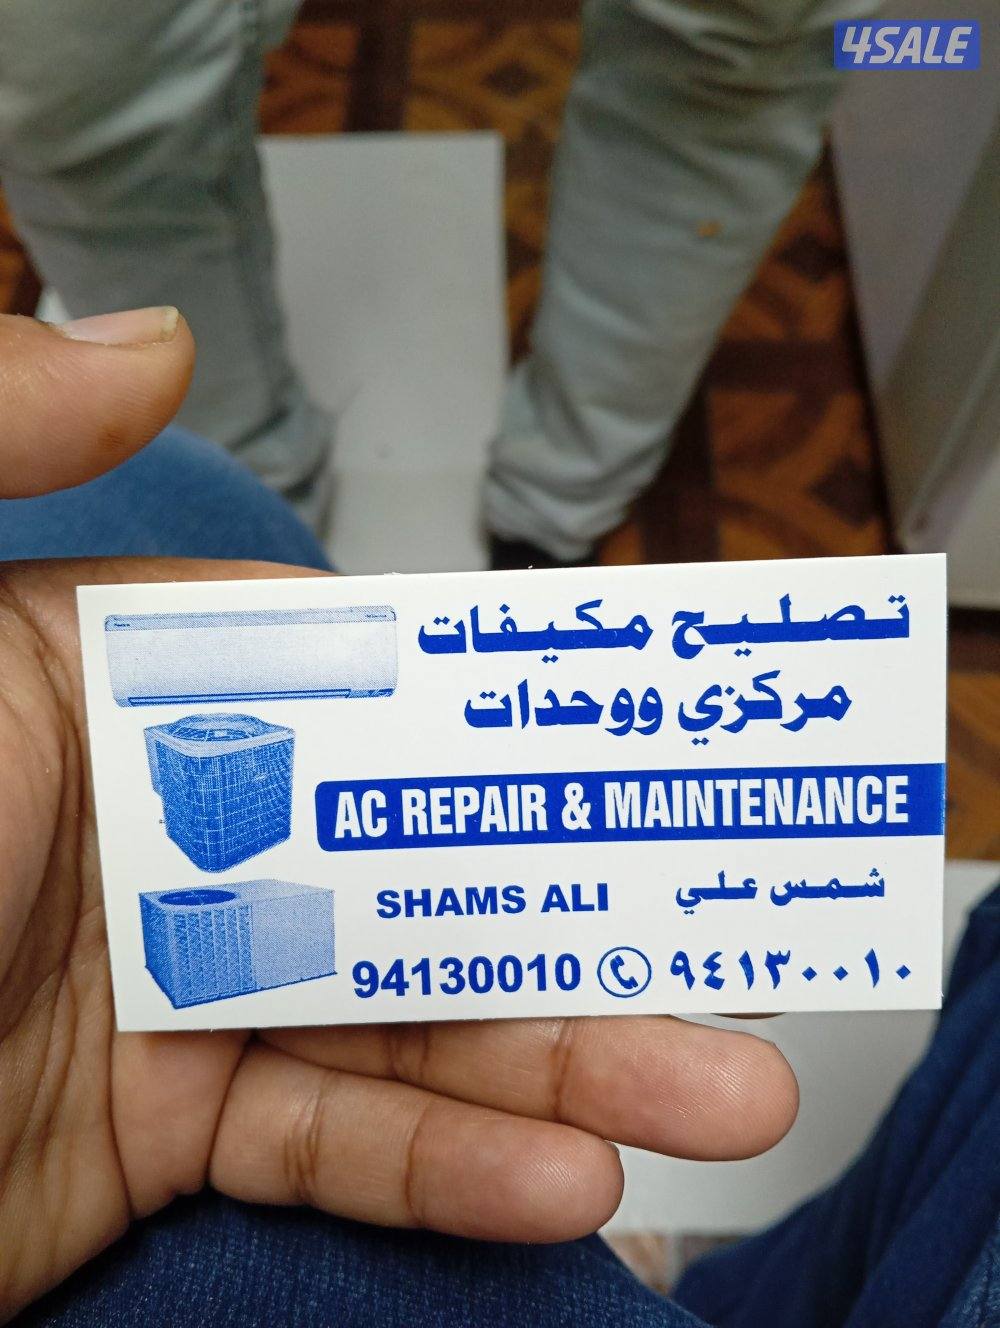 4SALE
تصليح مكيفات
مركزي ووحدات
AC REPAIR & MAINTENANCE
SHAMS ALI شمس علي
94130010 ٩٤١٣٠٠١٠